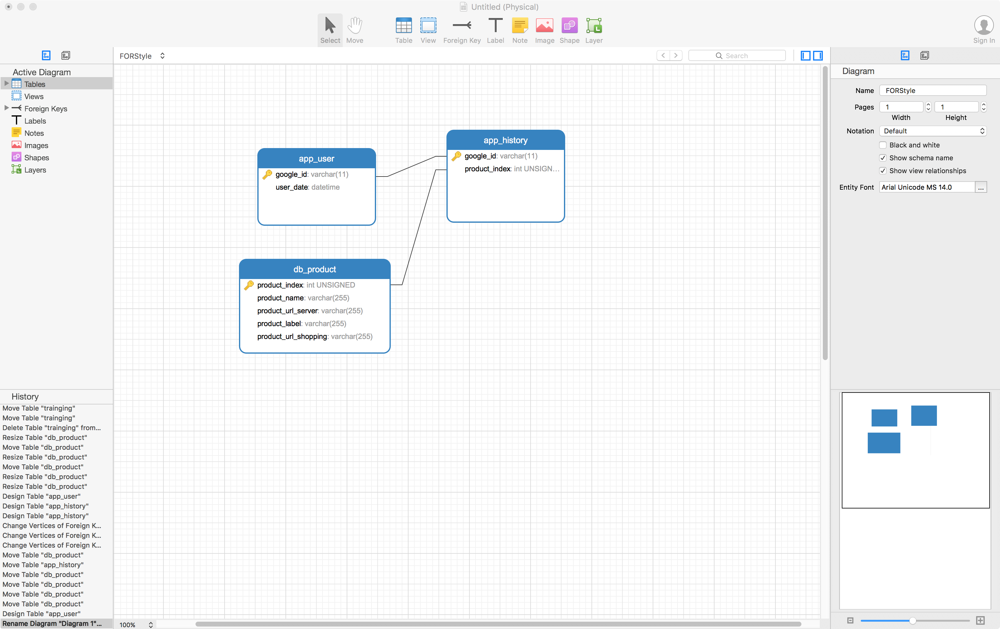 Untitled (Physical)
Select
Move
Table
View
Foreign Key
Label
Note
Image
Shape
Layer
Sign In
FORStyle
Search
Active Diagram
Tables
Views
Foreign Keys
Labels
Notes
Images
Shapes
Layers
History
Move Table "trainging"
Move Table "trainging"
Delete Table "trainging" from...
Resize Table "db_product"
Move Table "db_product"
Resize Table "db_product"
Move Table "db_product"
Resize Table "db_product"
Resize Table "db_product"
Design Table "app_user"
Design Table "app_history"
Design Table "app_history"
Change Vertices of Foreign K...
Change Vertices of Foreign K...
Change Vertices of Foreign K...
Move Table "db_product"
Move Table "app_history"
Move Table "db_product"
Move Table "db_product"
Move Table "db_product"
Move Table "db_product"
Design Table "app_user"
Rename Diagram "Diagram 1"...
app_user
google_id: varchar(11)
user_date: datetime
app_history
google_id: varchar(11)
product_index: int UNSIGN...
db_product
product_index: int UNSIGNED
product_name: varchar(255)
product_url_server: varchar(255)
product_label: varchar(255)
product_url_shopping: varchar(255)
100%
Diagram
Name FORStyle
Pages 1 1
Width Height
Notation Default
Black and white
Show schema name
Show view relationships
Entity Font Arial Unicode MS 14.0 ...